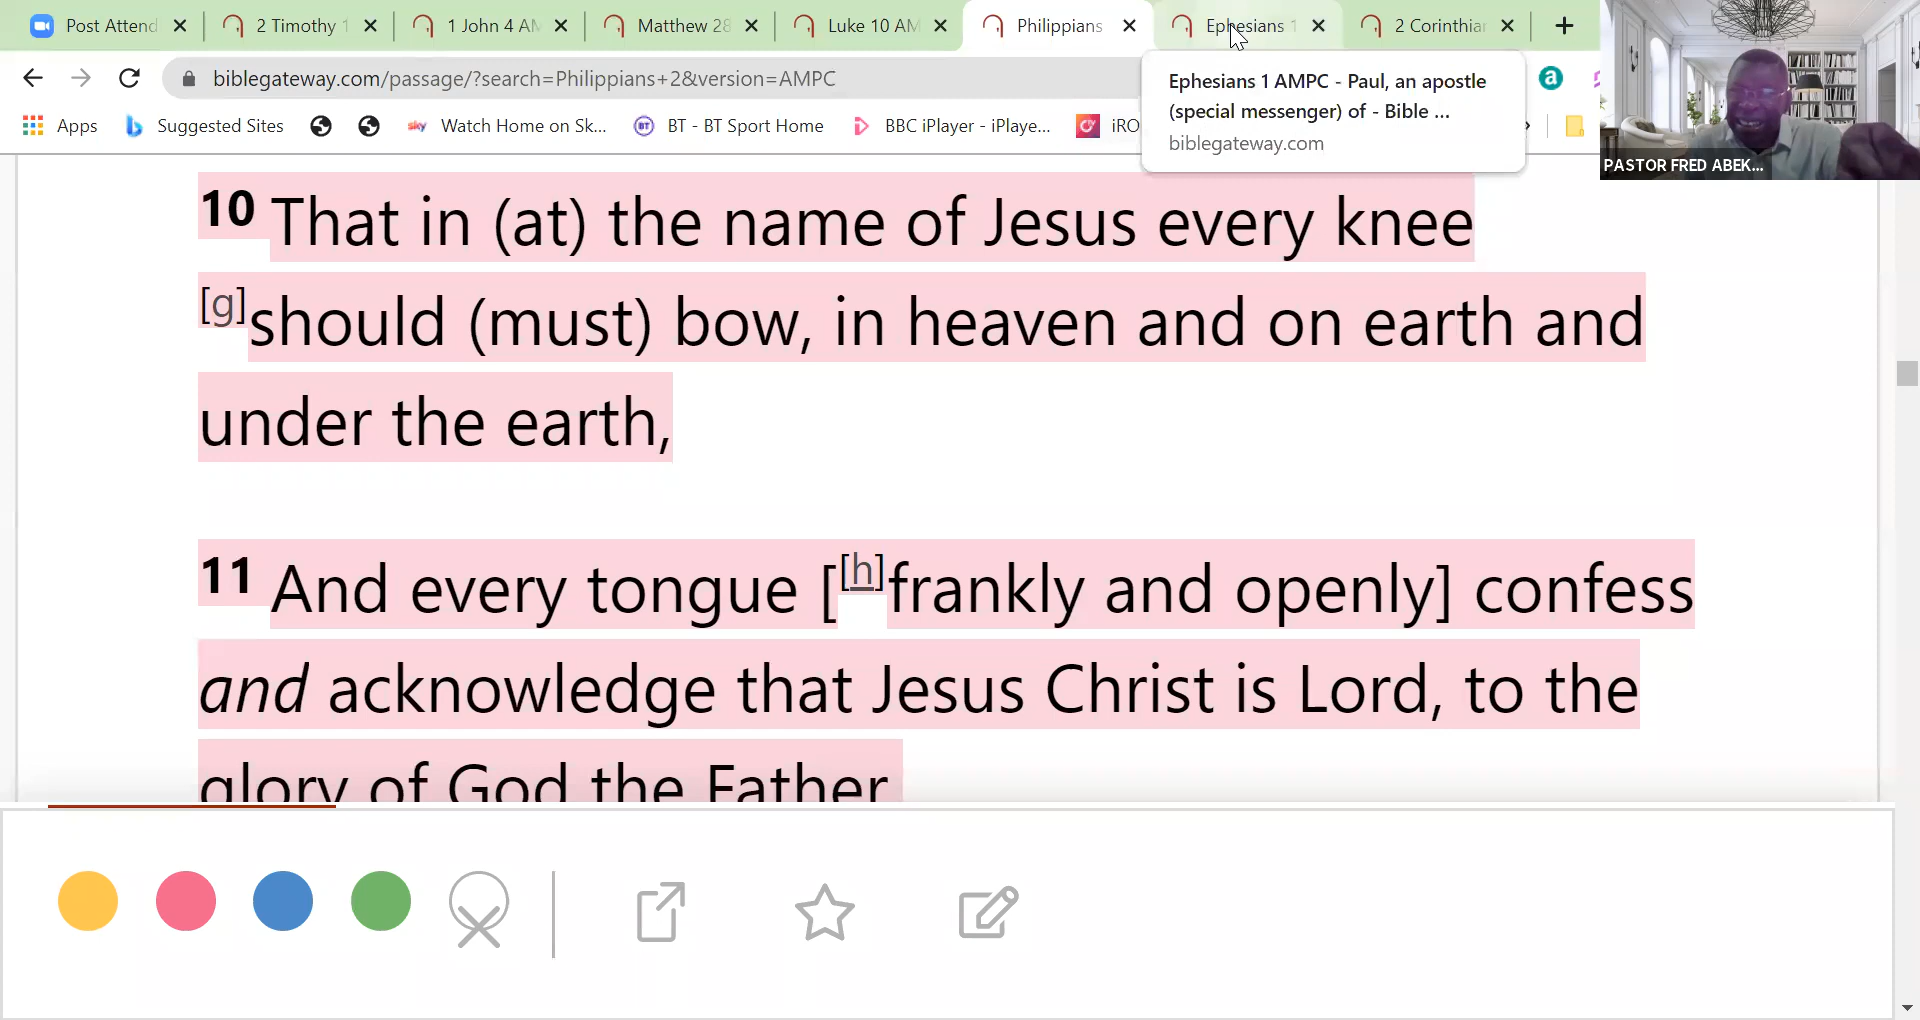 Post Attend
2 Timothy 1
1 John 4 AM
Matthew 28
Luke 10 AM
Philippians
Ephesians 1
2 Corinthian
biblegateway.com/passage/?search=Philippians+2&version=AMPC
Ephesians 1 AMPC - Paul, an apostle
(special messenger) of - Bible ...
biblegateway.com
Apps
Suggested Sites
sky Watch Home on Sk...
BT BT - BT Sport Home
BBC iPlayer - iPlaye...
iRO
PASTOR FRED ABEK...
10 That in (at) the name of Jesus every knee
[g]should (must) bow, in heaven and on earth and
under the earth,
11 And every tongue [[h]frankly and openly] confess
and acknowledge that Jesus Christ is Lord, to the
glory of God the Father